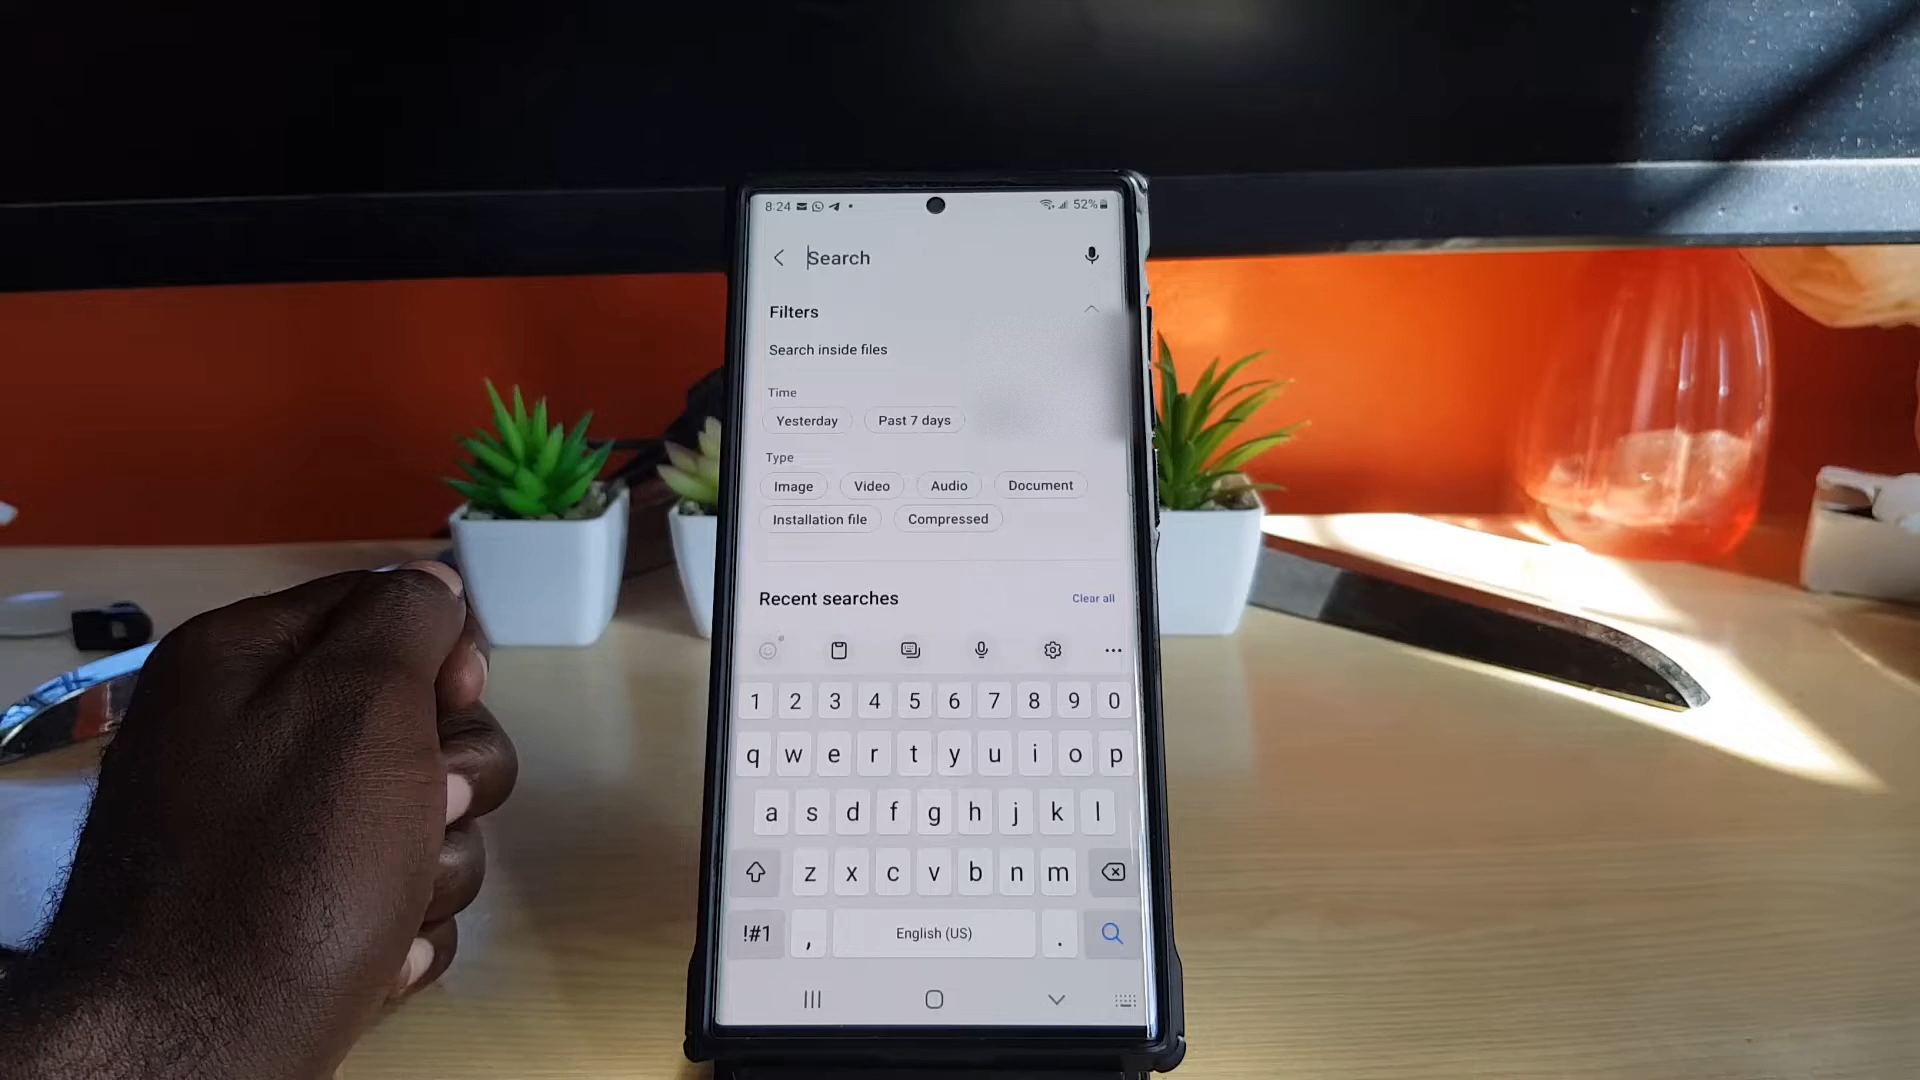 8:24 52%
Search
Filters
Search inside files
Time
Yesterday Past 7 days
Type
Image Video Audio Document
Installation file Compressed
Recent searches Clear all
1 2 3 4 5 6 7 8 9 0
q w e r t y u i o p
a s d f g h j k l
z x c v b n m
!#1 , English (US) .